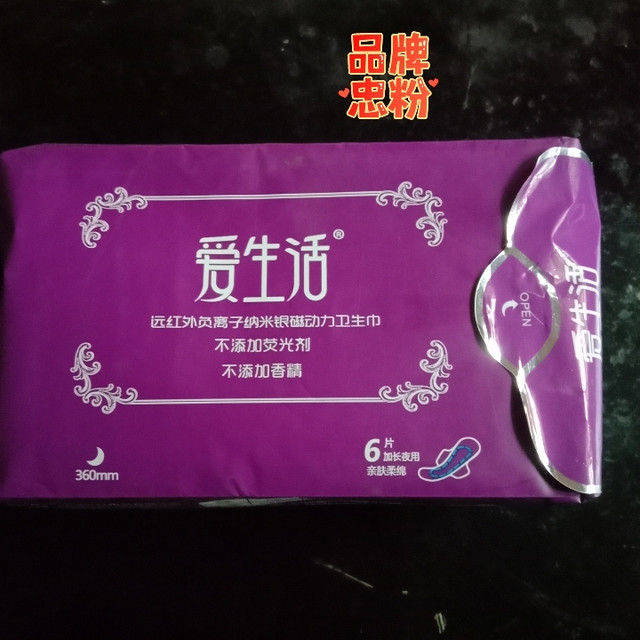 品牌
忠粉
爱生活®
远红外负离子纳米银磁动力卫生巾
不添加荧光剂
不添加香精
OPEN
爱生活
360mm
6片
加长夜用
亲肤柔绵